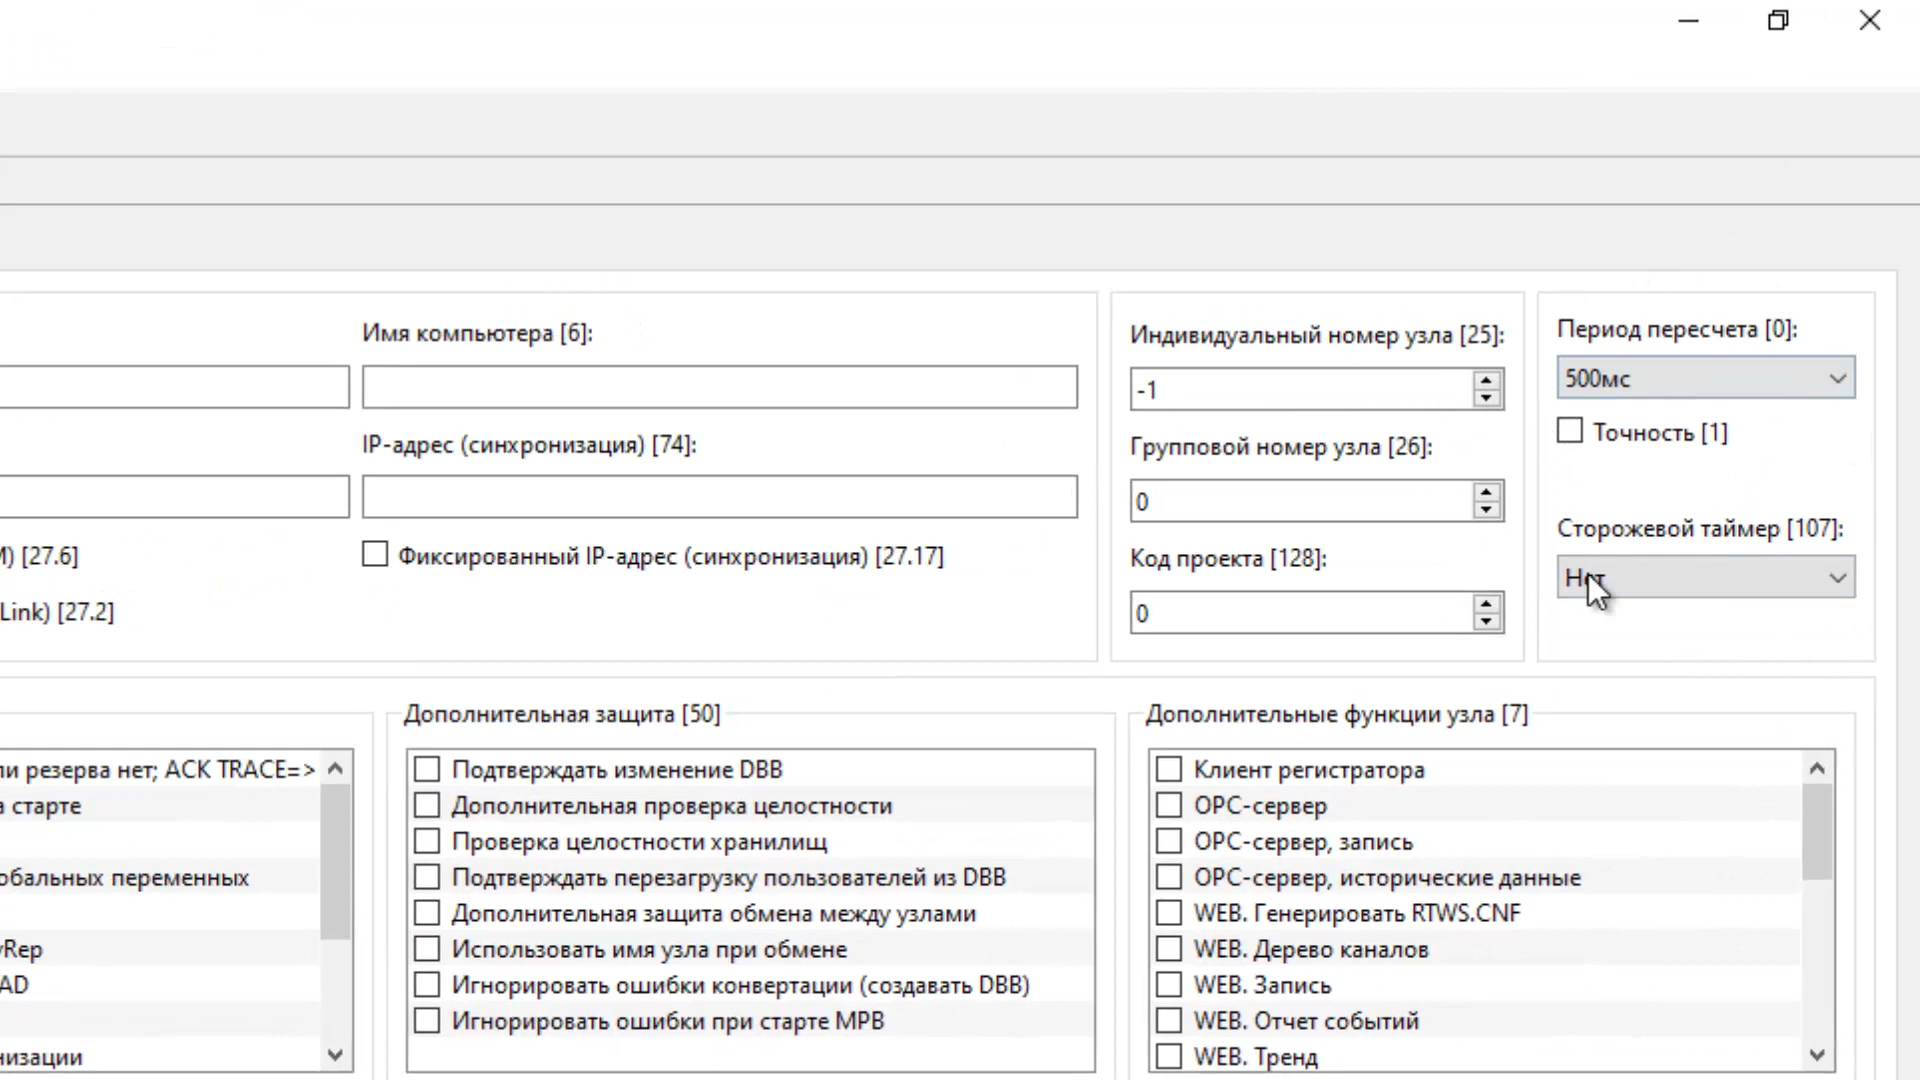 Имя компьютера [6]:
IP-адрес (синхронизация) [74]:
) [27.6]
Фиксированный IP-адрес (синхронизация) [27.17]
Link) [27.2]
Индивидуальный номер узла [25]:
-1
Групповой номер узла [26]:
0
Код проекта [128]:
0
Период пересчета [0]:
500мс
Точность [1]
Сторожевой таймер [107]:
Нет
ли резерва нет; ACK TRACE=>
а старте
обальных переменных
Rep
AD
низации
Дополнительная защита [50]
Подтверждать изменение DBB
Дополнительная проверка целостности
Проверка целостности хранилищ
Подтверждать перезагрузку пользователей из DBB
Дополнительная защита обмена между узлами
Использовать имя узла при обмене
Игнорировать ошибки конвертации (создавать DBB)
Игнорировать ошибки при старте МРВ
Дополнительные функции узла [7]
Клиент регистратора
OPC-сервер
OPC-сервер, запись
OPC-сервер, исторические данные
WEB. Генерировать RTWS.CNF
WEB. Дерево каналов
WEB. Запись
WEB. Отчет событий
WEB. Тренд